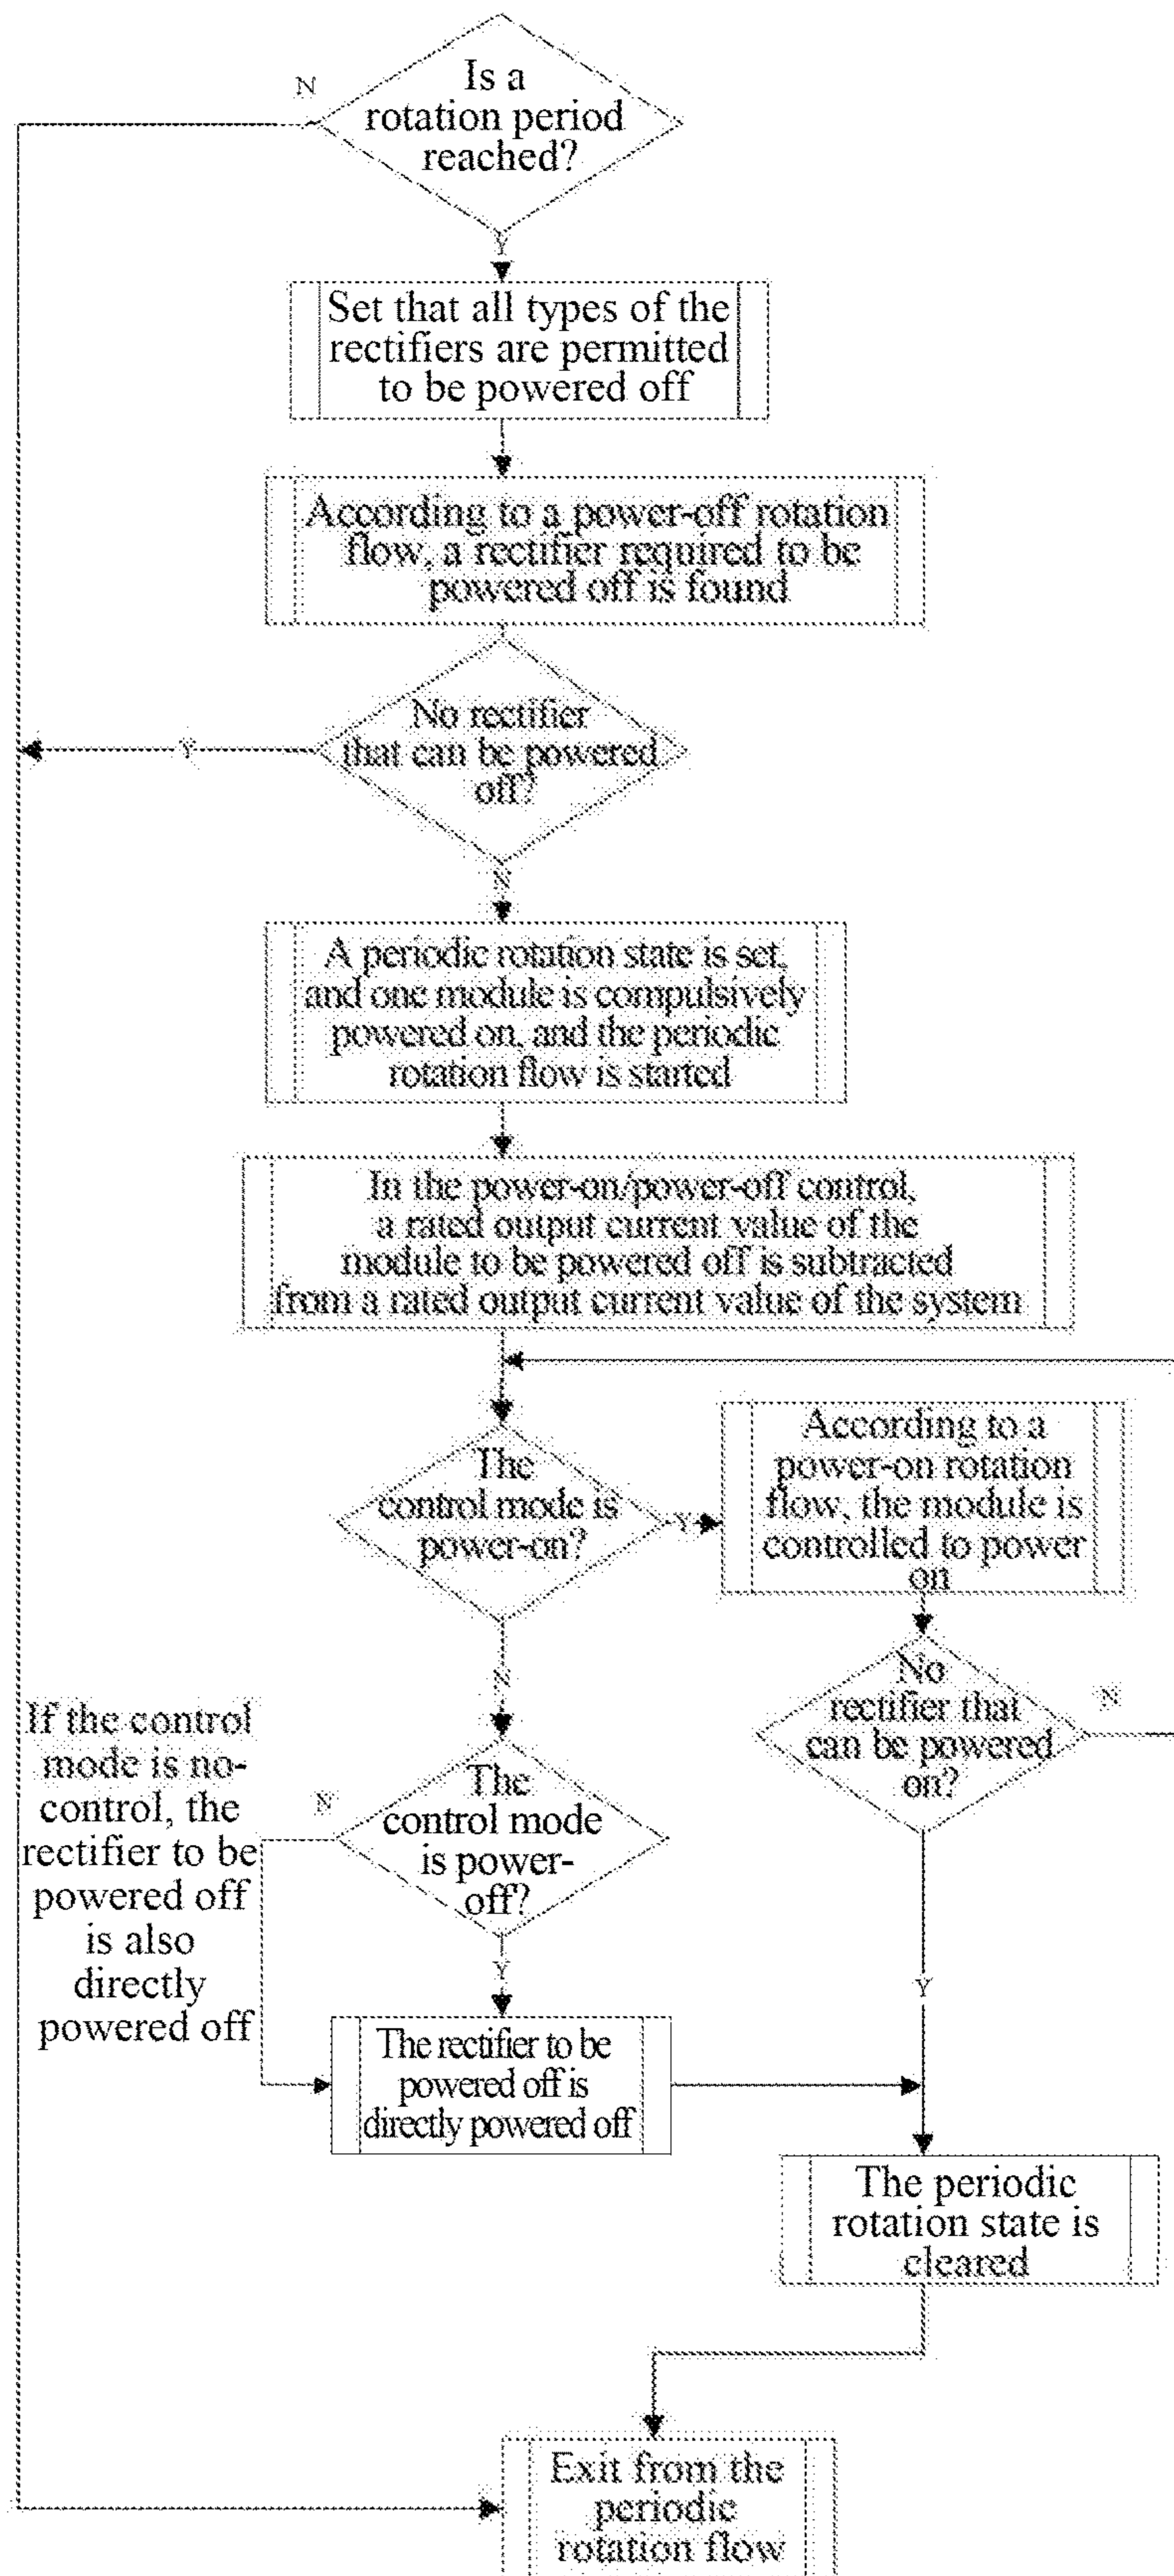 N
Is a
rotation period
reached?
Y
Set that all types of the
rectifiers are permitted
to be powered off
According to a power-off rotation
flow, a rectifier required to be
powered off is found
No rectifier
that can be powered
off?
Y
N
A periodic rotation state is set,
and one module is compulsively
powered on, and the periodic
rotation flow is started
In the power-on/power-off control,
a rated output current value of the
module to be powered off is subtracted
from a rated output current value of the system
The
control mode is
power-on?
Y
According to a
power-on rotation
flow, the module is
controlled to power
on
N
No
rectifier that
can be powered
on?
N
If the control
mode is no-
control, the
rectifier to be
powered off
is also
directly
powered off
N
The
control mode
is power-
off?
Y
Y
The rectifier to be
powered off is
directly powered off
The periodic
rotation state is
cleared
Exit from the
periodic
rotation flow